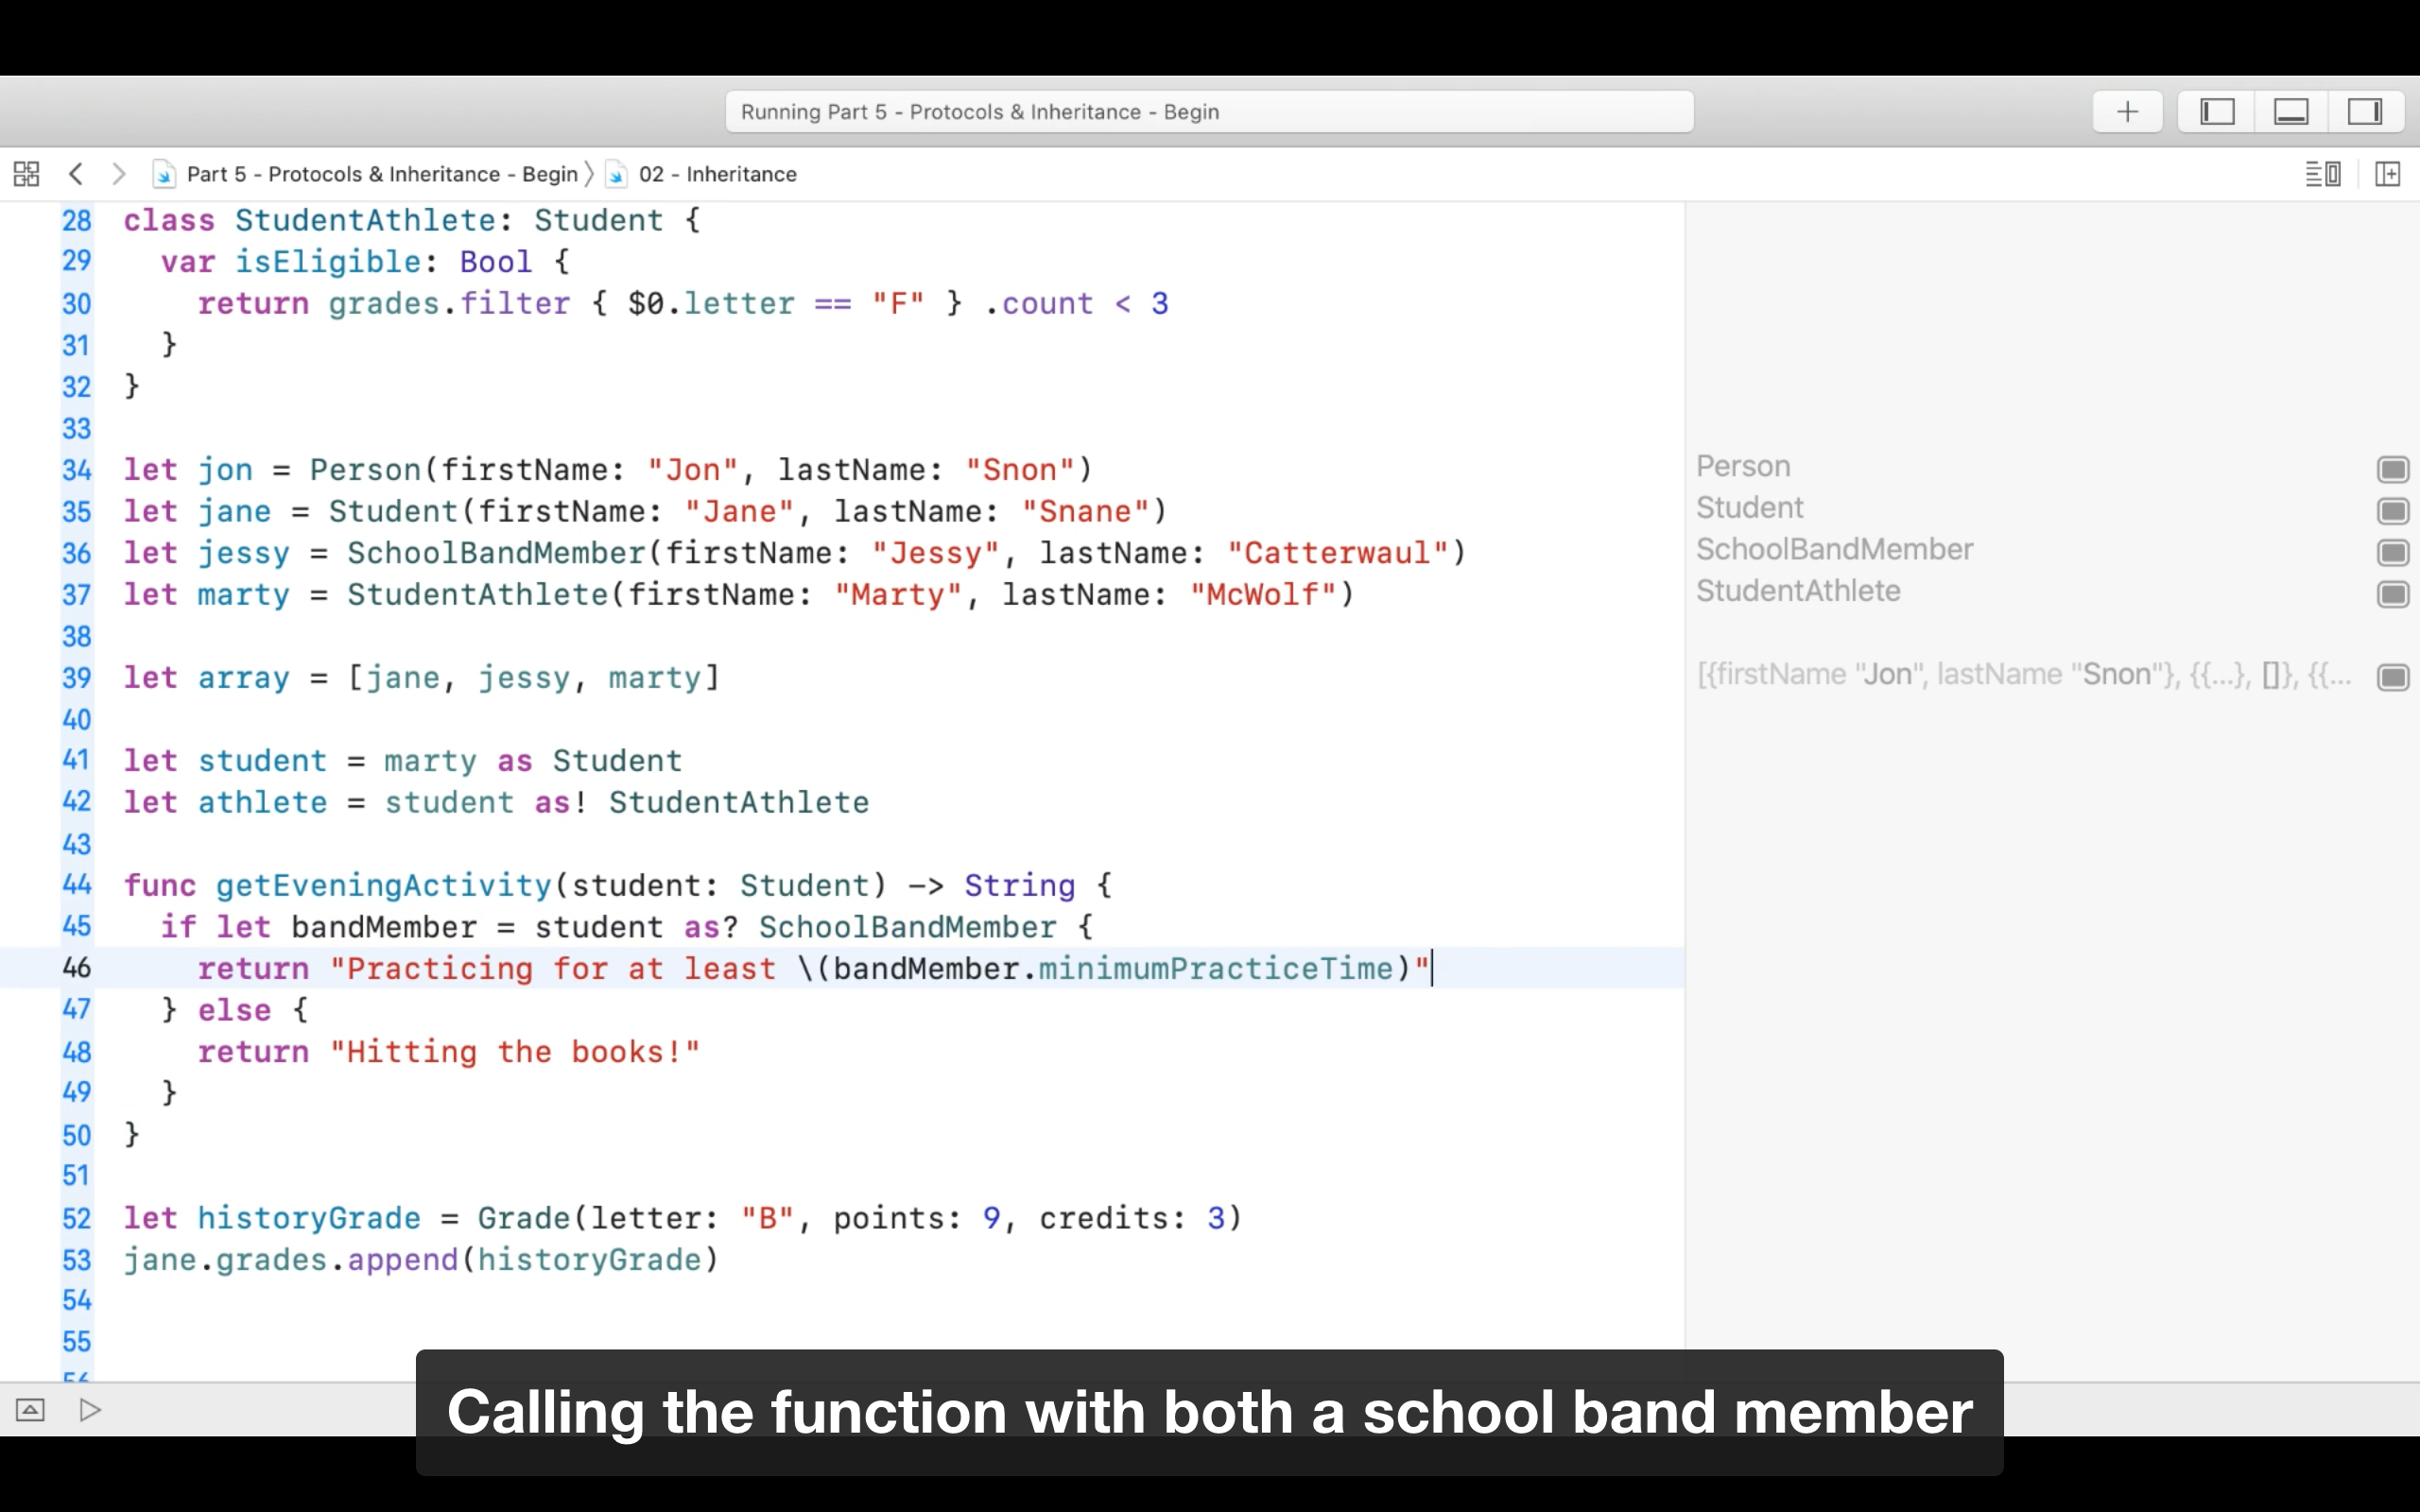 Running Part 5 - Protocols & Inheritance - Begin
Part 5 - Protocols & Inheritance - Begin 〉 02 - Inheritance
28 class StudentAthlete: Student {
29 var isEligible: Bool {
30 return grades.filter { $0.letter == "F" } .count < 3
31 }
32 }
33
34 let jon = Person(firstName: "Jon", lastName: "Snon") Person
35 let jane = Student(firstName: "Jane", lastName: "Snane") Student
36 let jessy = SchoolBandMember(firstName: "Jessy", lastName: "Catterwaul") SchoolBandMember
37 let marty = StudentAthlete(firstName: "Marty", lastName: "McWolf") StudentAthlete
38
39 let array = [jane, jessy, marty] [{firstName "Jon", lastName "Snon"}, {{...}, []}, {{...
40
41 let student = marty as Student
42 let athlete = student as! StudentAthlete
43
44 func getEveningActivity(student: Student) -> String {
45 if let bandMember = student as? SchoolBandMember {
46 return "Practicing for at least \(bandMember.minimumPracticeTime)"
47 } else {
48 return "Hitting the books!"
49 }
50 }
51
52 let historyGrade = Grade(letter: "B", points: 9, credits: 3)
53 jane.grades.append(historyGrade)
54
55
56
Calling the function with both a school band member